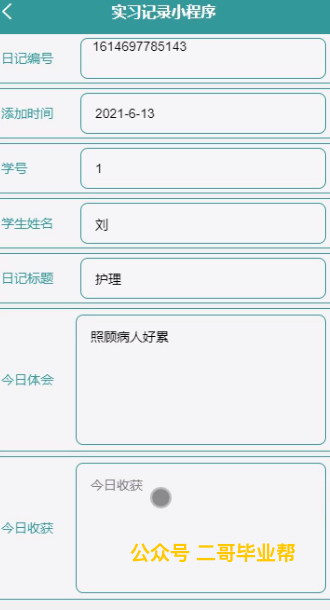 实习记录小程序
日记编号
1614697785143
添加时间
2021-6-13
学号
1
学生姓名
刘
日记标题
护理
今日体会
照顾病人好累
今日收获
今日收获
公众号 二哥毕业帮